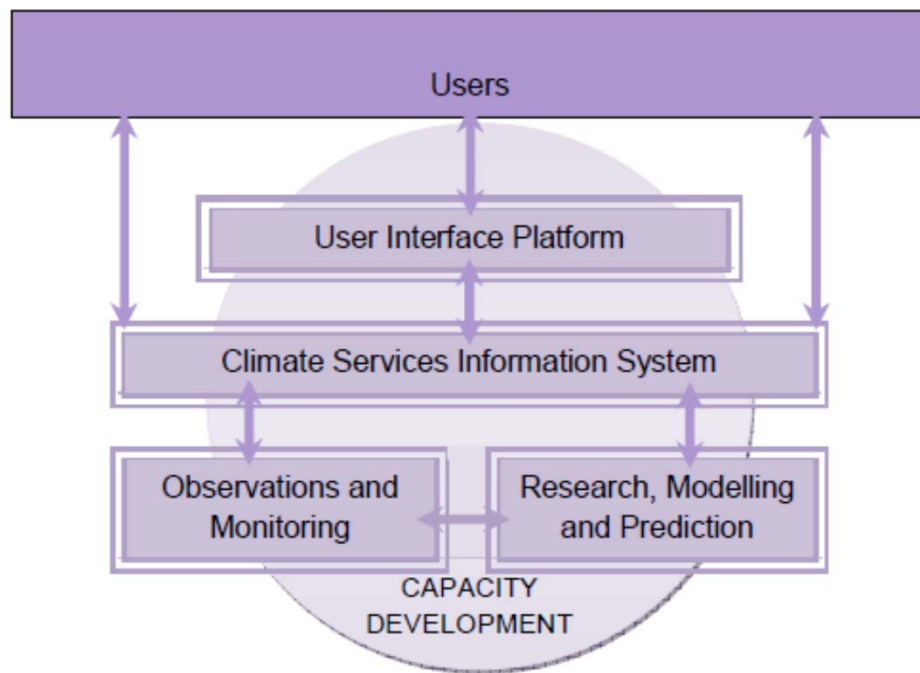 Users
User Interface Platform
Climate Services Information System
Observations and
Monitoring
Research, Modelling
and Prediction
CAPACITY
DEVELOPMENT